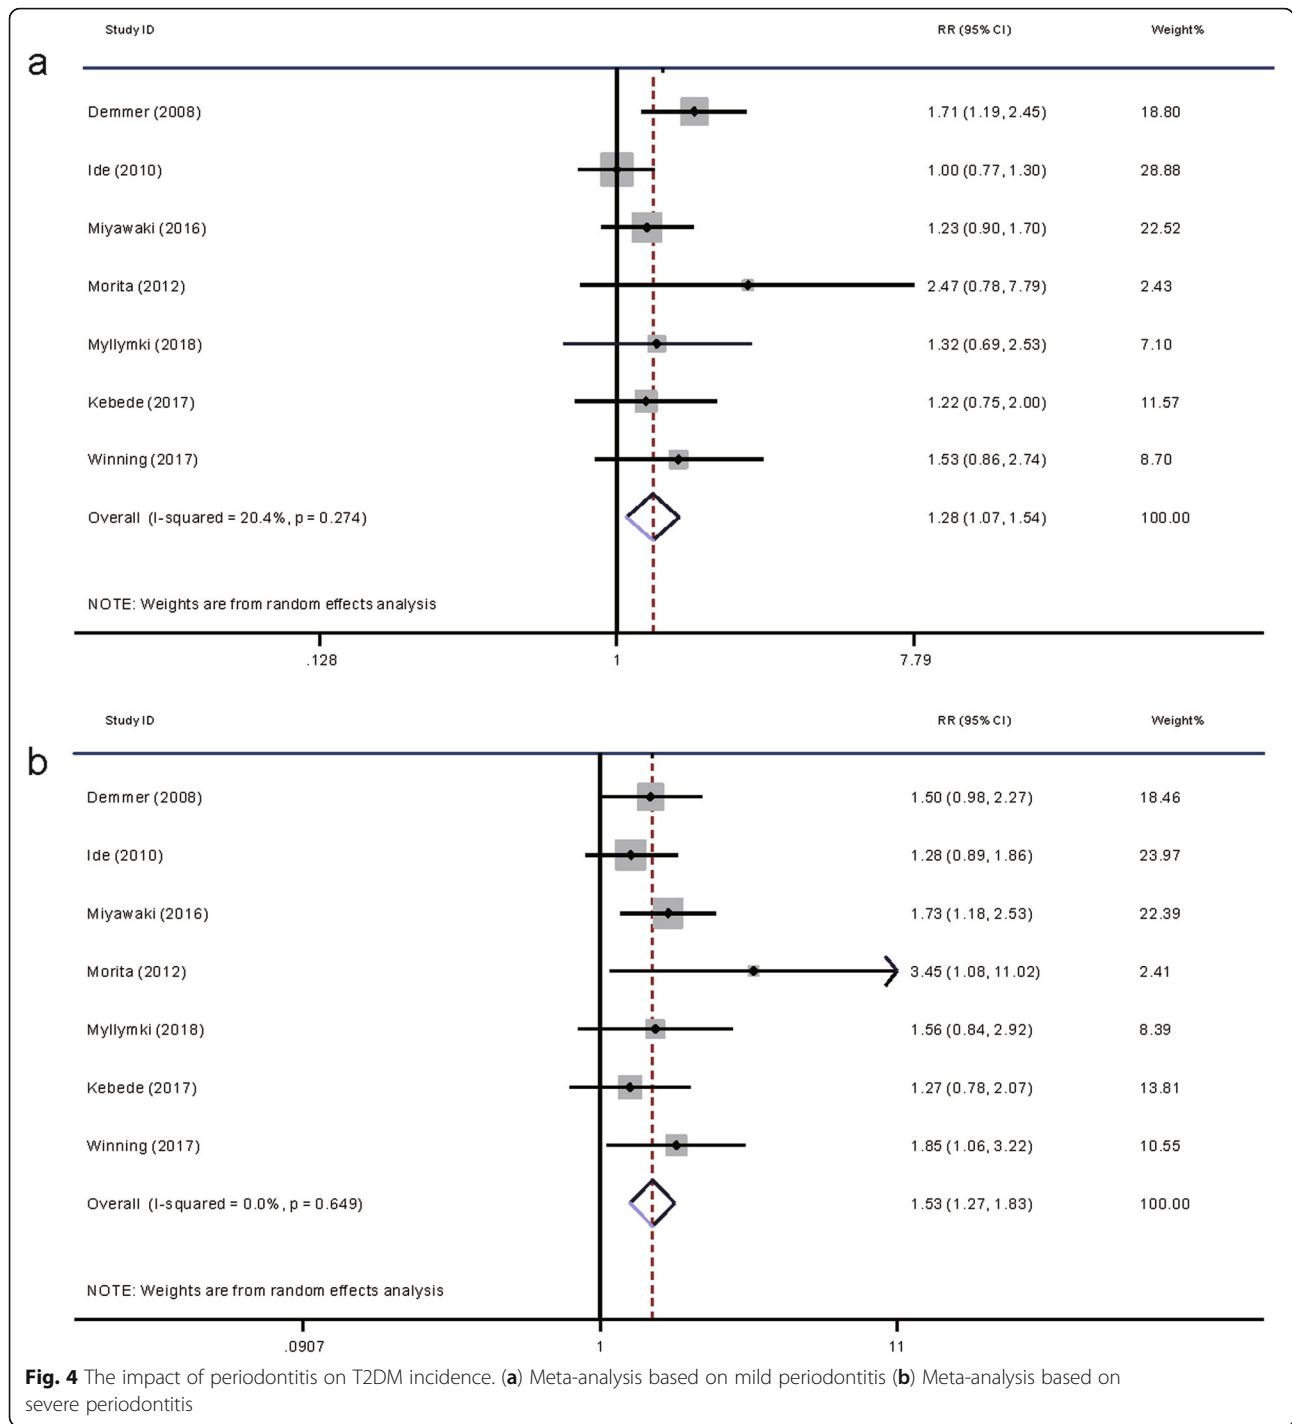 Study ID RR (95% CI) Weight%
a
Demmer (2008) 1.71 (1.19, 2.45) 18.80
Ide (2010) 1.00 (0.77, 1.30) 28.88
Miyawaki (2016) 1.23 (0.90, 1.70) 22.52
Morita (2012) 2.47 (0.78, 7.79) 2.43
Myllymki (2018) 1.32 (0.69, 2.53) 7.10
Kebede (2017) 1.22 (0.75, 2.00) 11.57
Winning (2017) 1.53 (0.86, 2.74) 8.70
Overall (I-squared = 20.4%, p = 0.274) 1.28 (1.07, 1.54) 100.00
NOTE: Weights are from random effects analysis
.128 1 7.79
Study ID RR (95% CI) Weight%
b
Demmer (2008) 1.50 (0.98, 2.27) 18.46
Ide (2010) 1.28 (0.89, 1.86) 23.97
Miyawaki (2016) 1.73 (1.18, 2.53) 22.39
Morita (2012) 3.45 (1.08, 11.02) 2.41
Myllymki (2018) 1.56 (0.84, 2.92) 8.39
Kebede (2017) 1.27 (0.78, 2.07) 13.81
Winning (2017) 1.85 (1.06, 3.22) 10.55
Overall (I-squared = 0.0%, p = 0.649) 1.53 (1.27, 1.83) 100.00
NOTE: Weights are from random effects analysis
.0907 1 11
Fig. 4 The impact of periodontitis on T2DM incidence. (a) Meta-analysis based on mild periodontitis (b) Meta-analysis based on
severe periodontitis